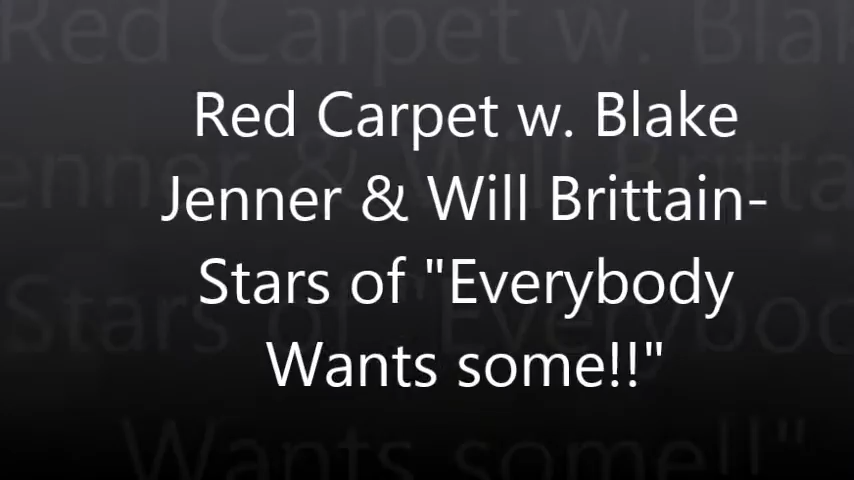 Red Carpet w. Blake
Jenner & Will Brittain-
Stars of "Everybody
Wants some!!"